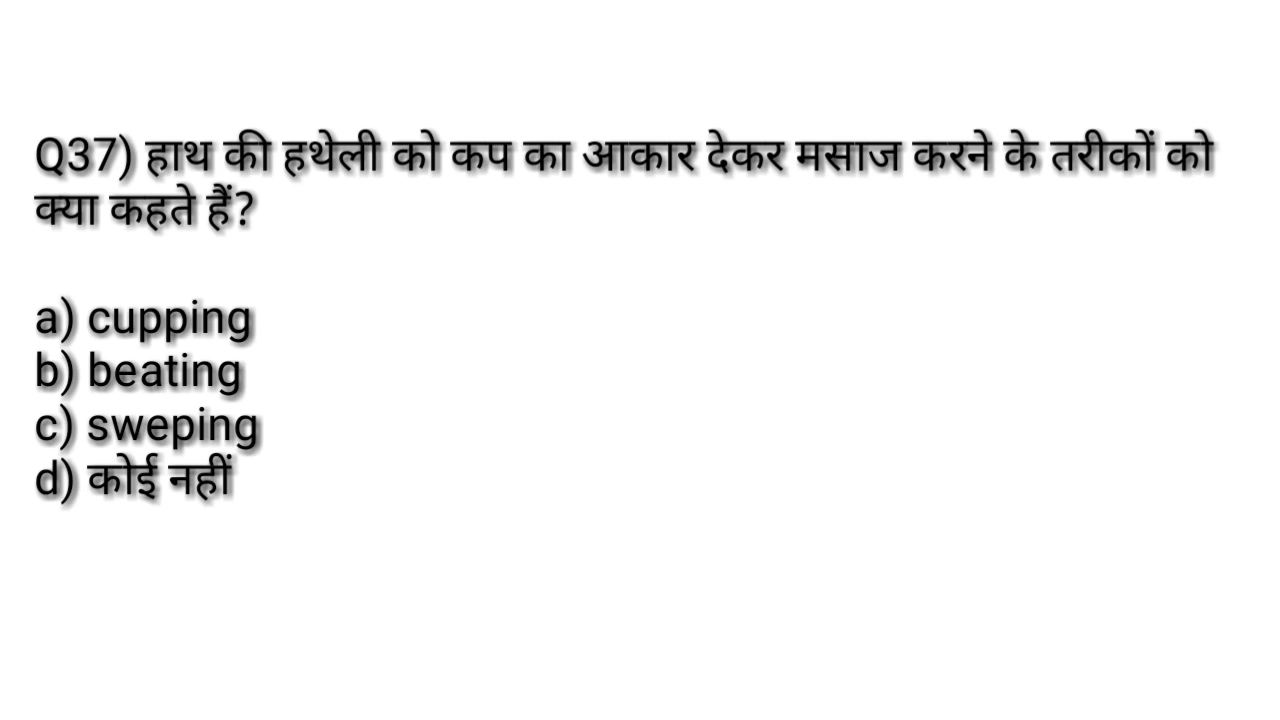 Q37) हाथ की हथेली को कप का आकार देकर मसाज करने के तरीकों को
क्या कहते हैं?
a) cupping
b) beating
c) sweping
d) कोई नहीं